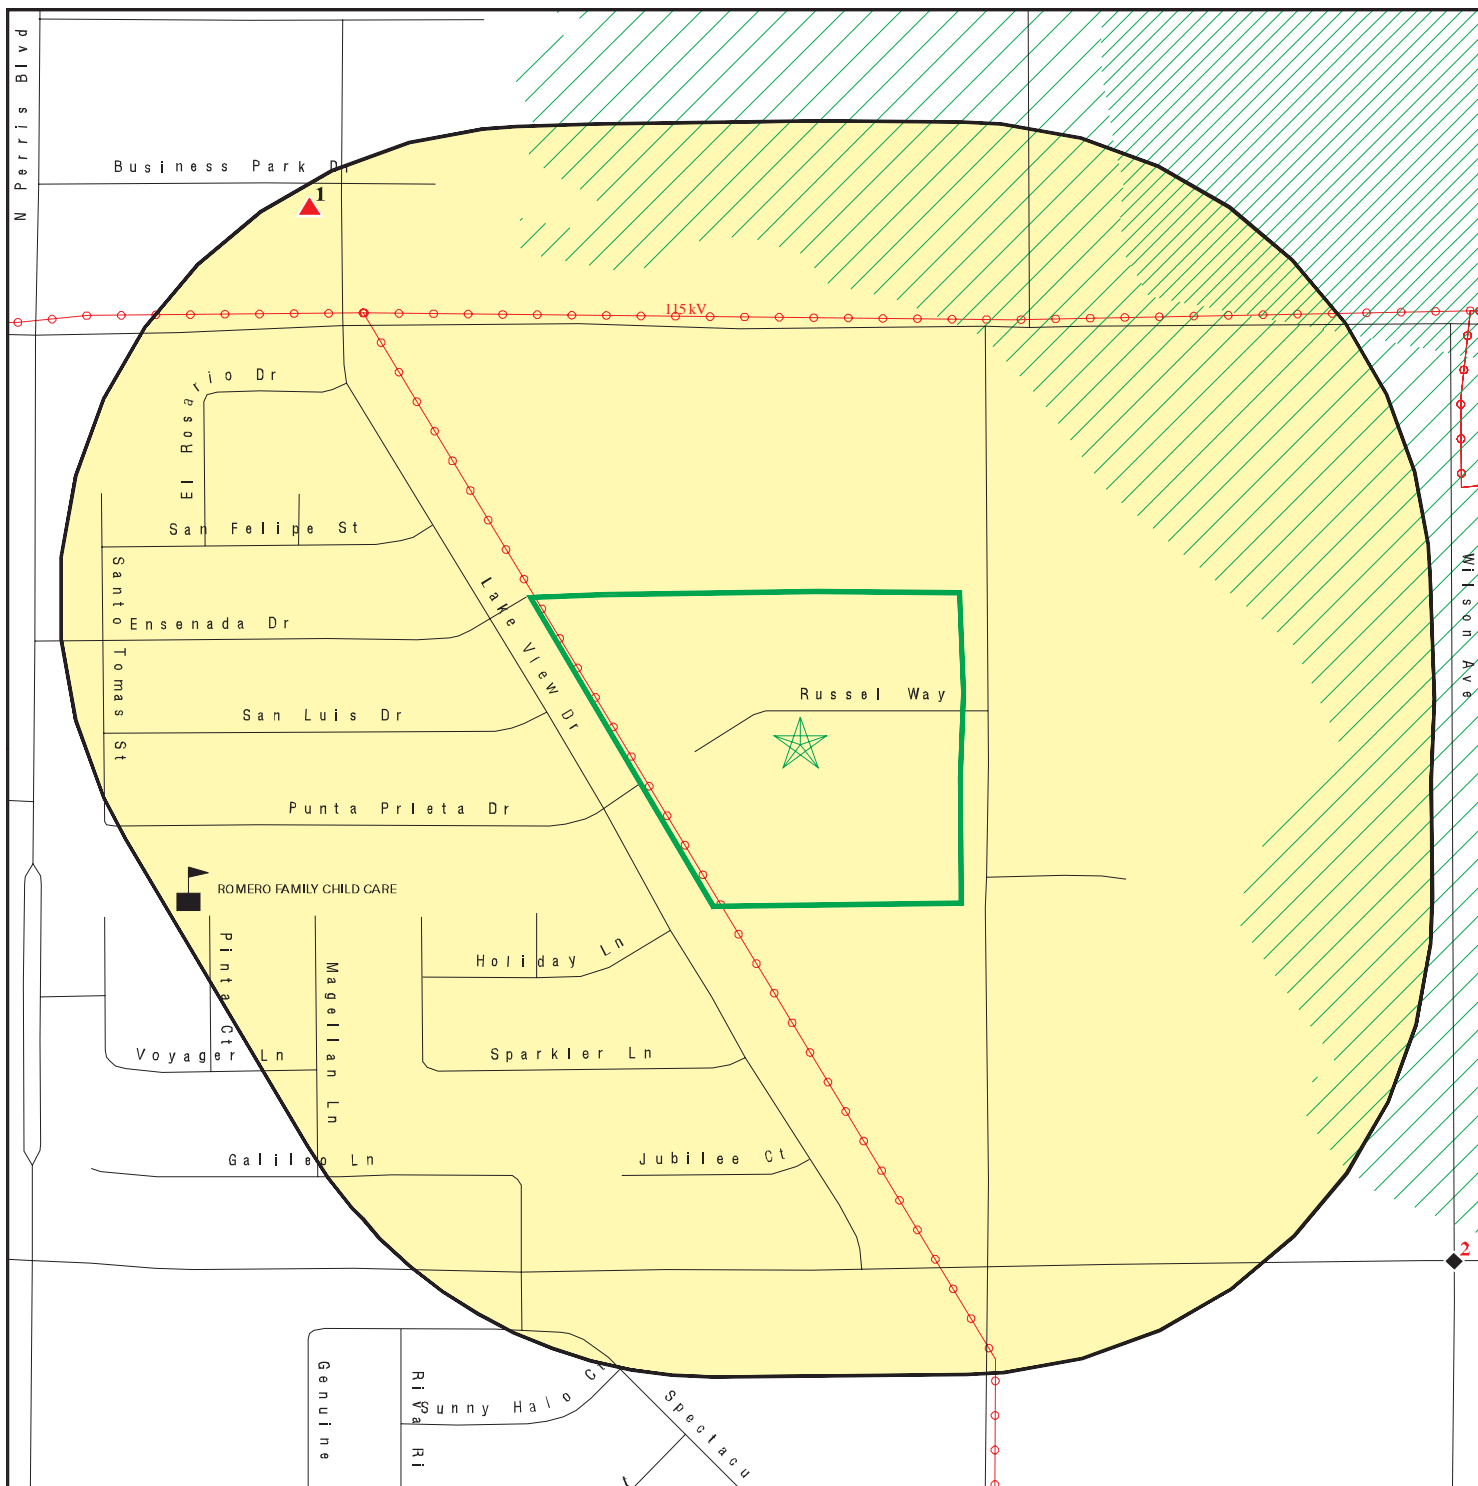 N Perris Blvd
Business Park Dr
1
115kV
El Rosario Dr
San Felipe St
Santo Tomas St
Ensenada Dr
Lake View Dr
Wilson Ave
Russel Way
San Luis Dr
Punta Prieta Dr
ROMERO FAMILY CHILD CARE
Pinta Ct
Magellan Ln
Holiday Ln
Voyager Ln
Sparkler Ln
Galileo Ln
Jubilee Ct
2
Genuine
Riva Ri
Sunny Halo Ct
Spectacu